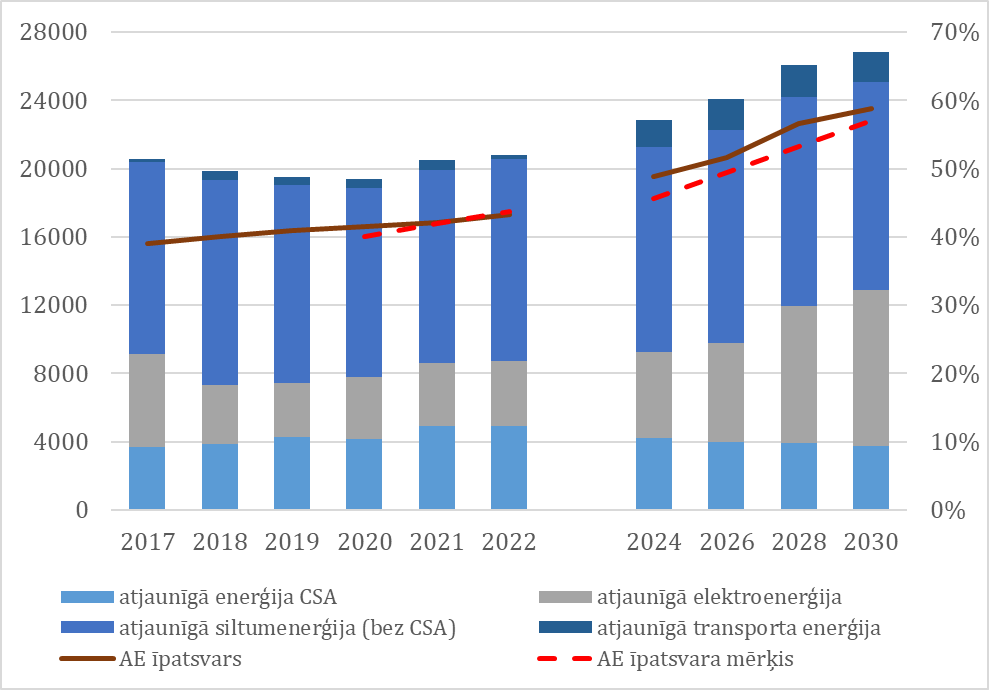 28000 70%
24000 60%
20000 50%
16000 40%
12000 30%
8000 20%
4000 10%
0 0%
2017 2018 2019 2020 2021 2022 2024 2026 2028 2030
atjaunīgā enerģija CSA atjaunīgā elektroenerģija
atjaunīgā siltumenerģija (bez CSA) atjaunīgā transporta enerģija
AE īpatsvars AE īpatsvara mērķis